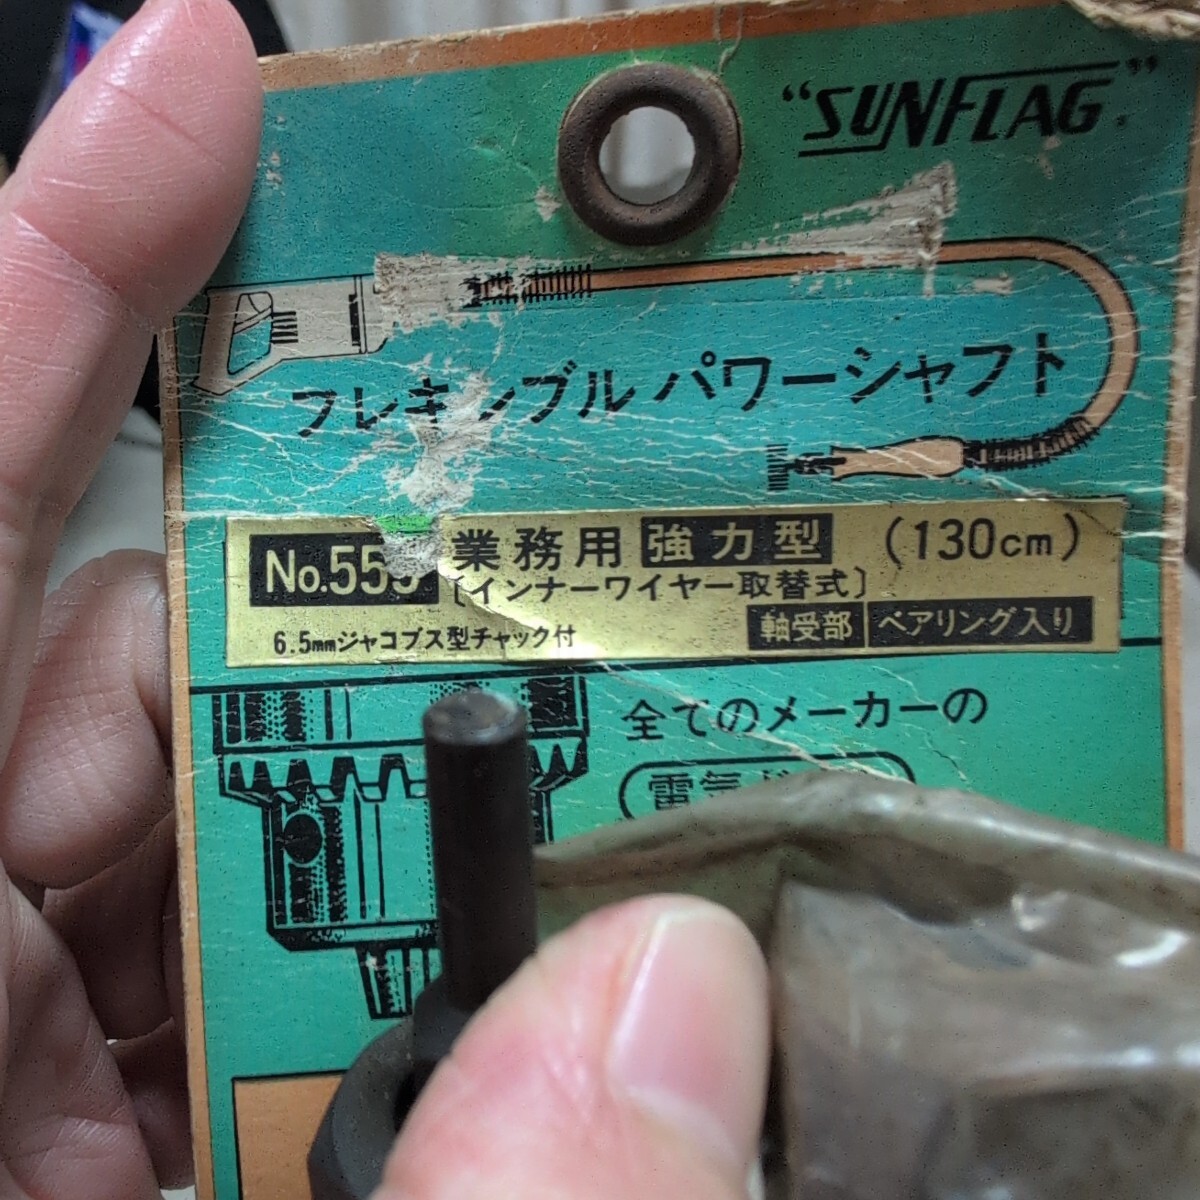 “SUNFLAG”
フレキシブルパワーシャフト
業務用 強力型 (130cm)
〔インナーワイヤー取替式〕
6.5mmジャコブス型チャック付
軸受部 ベアリング入り
全てのメーカーの
電気